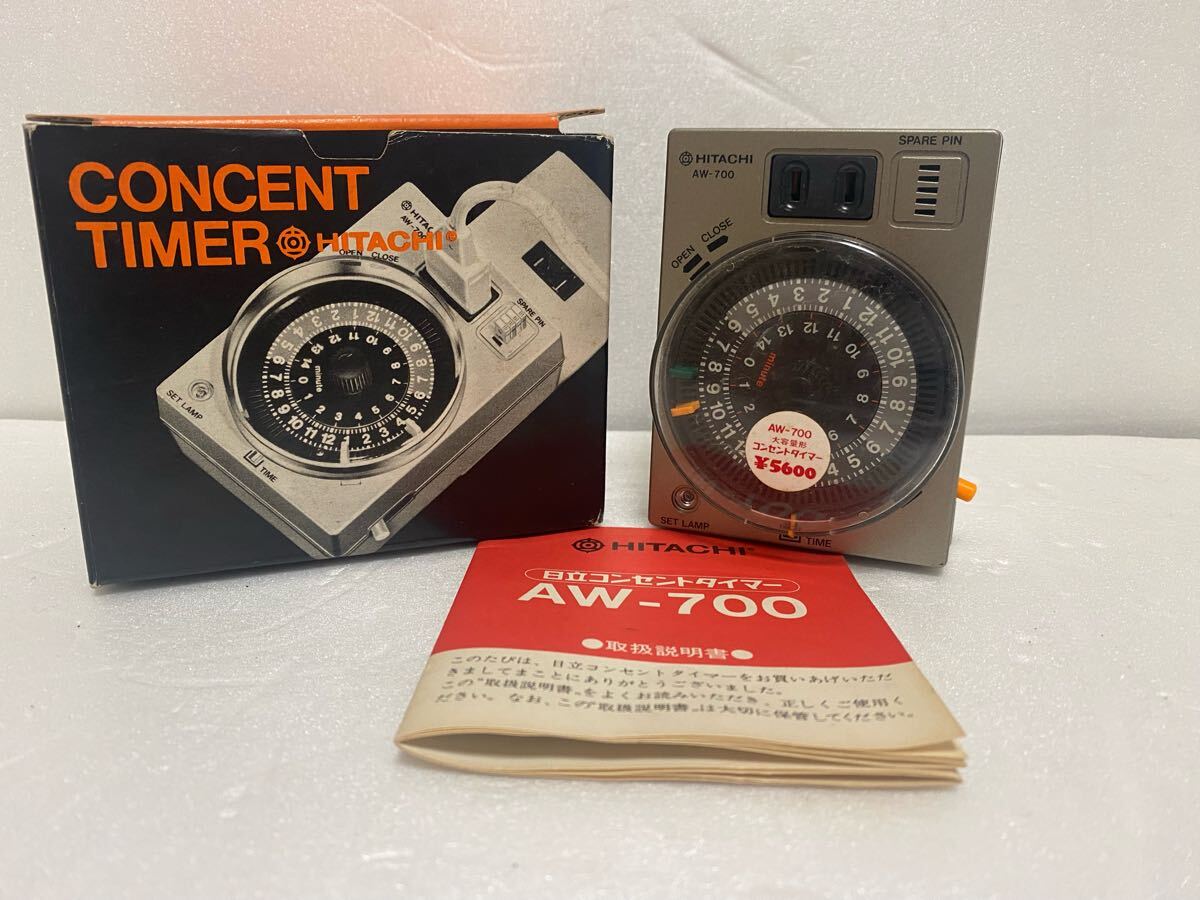 CONCENT
TIMER HITACHI
HITACHI
AW-700
OPEN CLOSE
SPARE PIN
SET LAMP
minute
TIME
HITACHI
AW-700
SPARE PIN
OPEN CLOSE
minute
AW-700
大容量形
コンセントタイマー
¥5600
SET LAMP
TIME
HITACHI
日立コンセントタイマー
AW-700
●取扱説明書●
このたびは、日立コンセントタイマーをお買いあげいただ
きましてまことにありがとうございました。
この"取扱説明書"をよくお読みいただき、正しくご使用く
ださい。なお、この"取扱説明書"は大切に保管してください。